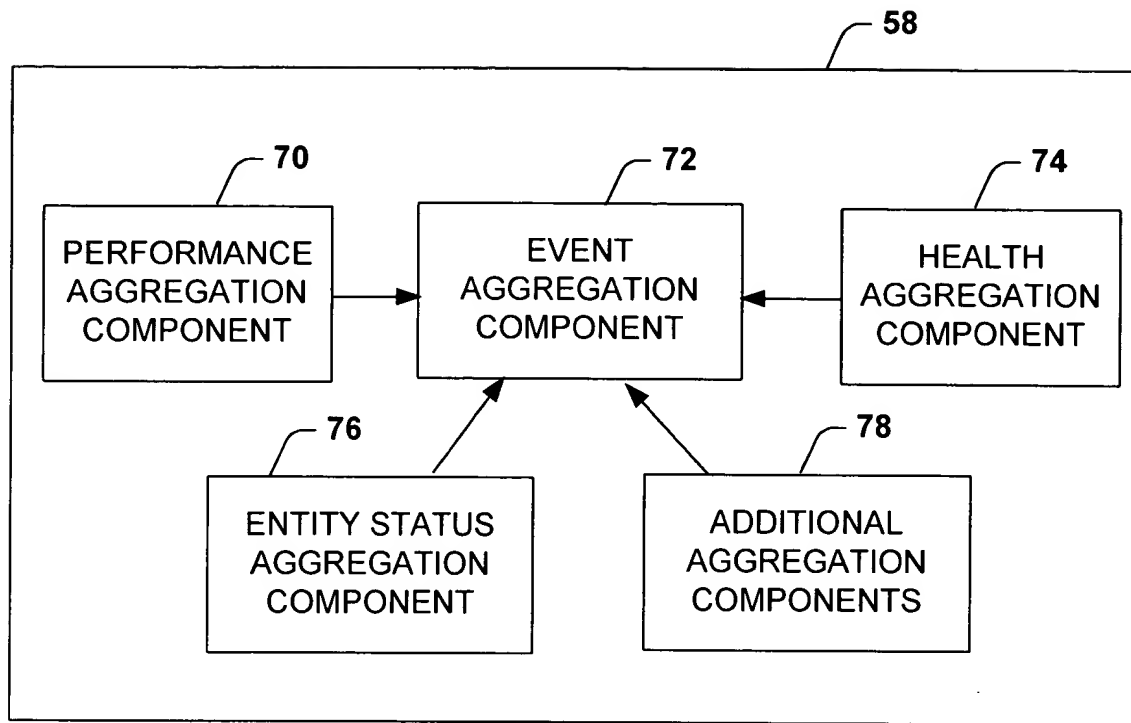 58
70
72
74
PERFORMANCE
AGGREGATION
COMPONENT
EVENT
AGGREGATION
COMPONENT
HEALTH
AGGREGATION
COMPONENT
76
78
ENTITY STATUS
AGGREGATION
COMPONENT
ADDITIONAL
AGGREGATION
COMPONENTS